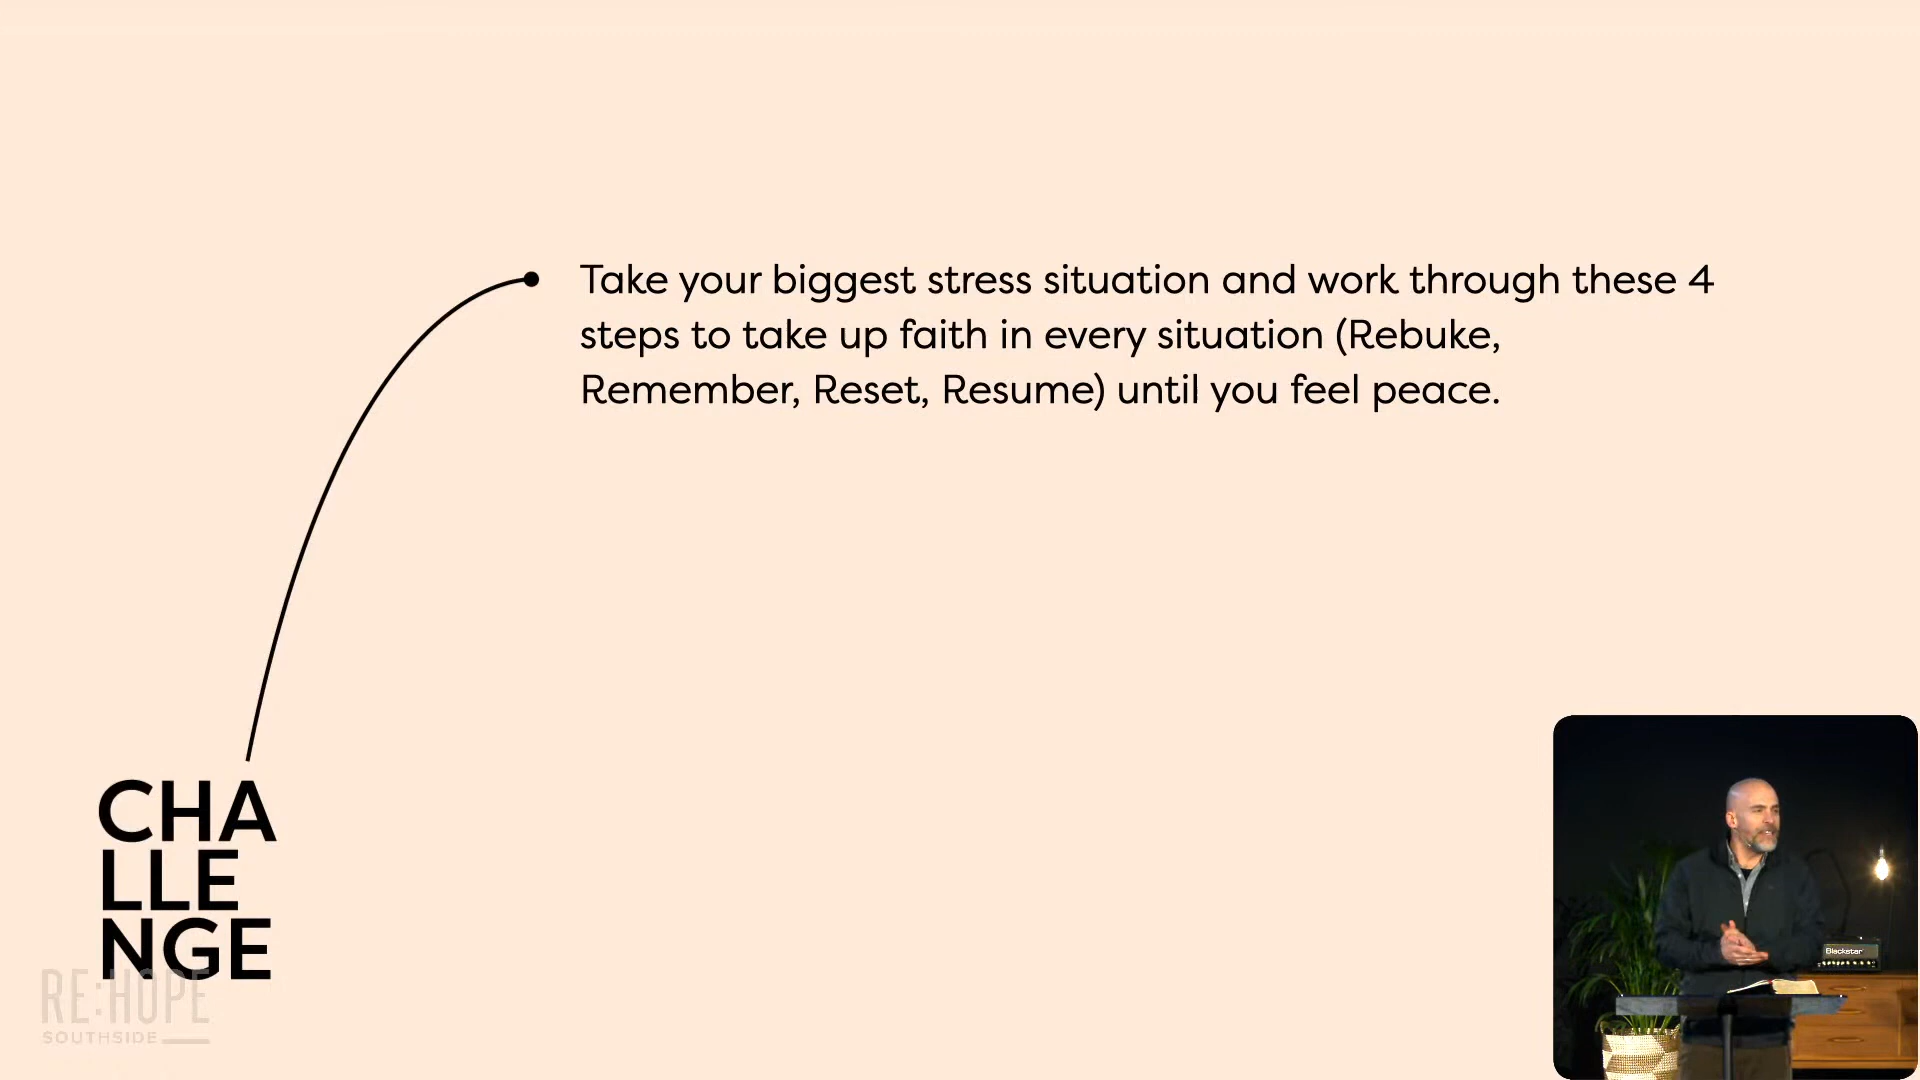 Take your biggest stress situation and work through these 4
steps to take up faith in every situation (Rebuke,
Remember, Reset, Resume) until you feel peace.
CHA
LLE
NGE
RE:HOPE
SOUTHSIDE
Blackstar